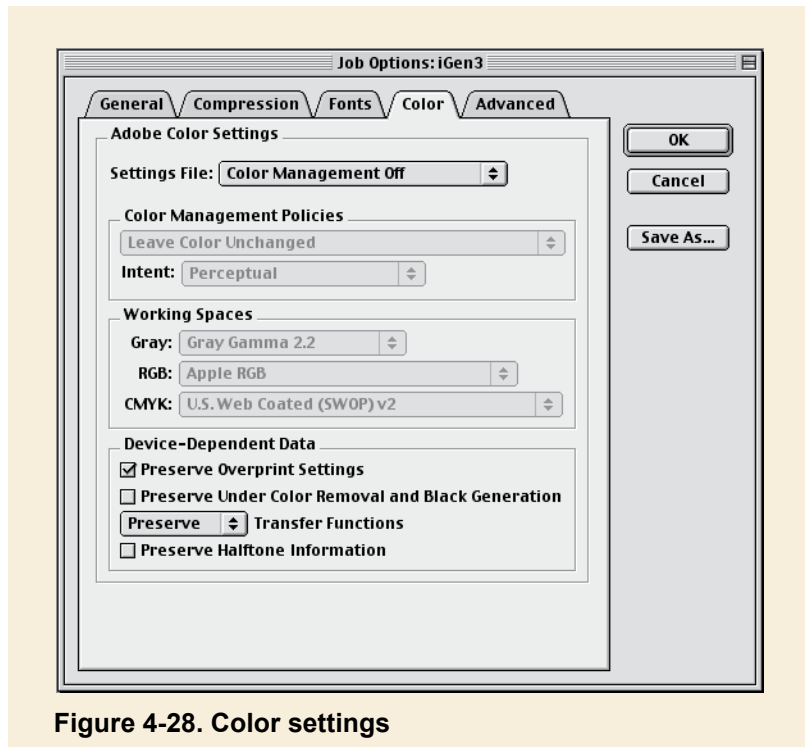 Job Options: iGen3
General Compression Fonts Color Advanced
Adobe Color Settings
Settings File: Color Management Off
Color Management Policies
Leave Color Unchanged
Intent: Perceptual
Working Spaces
Gray: Gray Gamma 2.2
RGB: Apple RGB
CMYK: U.S. Web Coated (SWOP) v2
Device-Dependent Data
Preserve Overprint Settings
Preserve Under Color Removal and Black Generation
Preserve Transfer Functions
Preserve Halftone Information
OK
Cancel
Save As...
Figure 4-28. Color settings